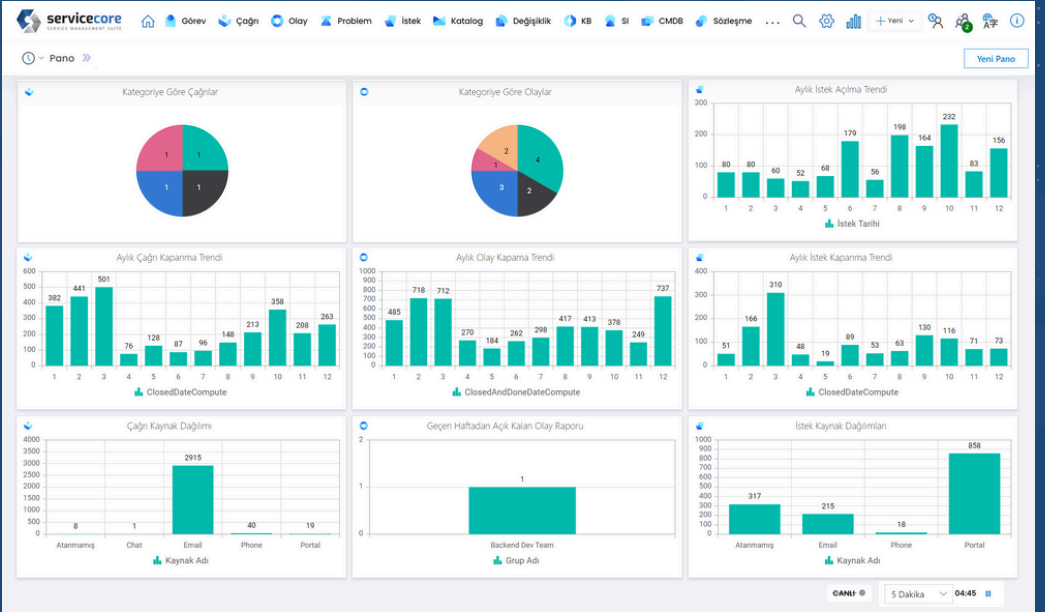 servicecore Görev Çağrı Olay Problem İstek Katalog Değişiklik KB SI CMDB Sözleşme ... + Yeni 2
SERVICE MANAGEMENT SUITE
Pano
Yeni Pano
Kategoriye Göre Çağrılar
1 1
1 1
Kategoriye Göre Olaylar
2 4
1
3 2
Aylık İstek Açılma Trendi
300
200
100
0
80 80 60 52 68 179 56 198 164 232 83 156
1 2 3 4 5 6 7 8 9 10 11 12
İstek Tarihi
Aylık Çağrı Kapanma Trendi
600
500
400
300
200
100
0
382 441 501 76 128 87 96 148 213 358 208 263
1 2 3 4 5 6 7 8 9 10 11 12
ClosedDateCompute
Aylık Olay Kapama Trendi
1000
900
800
700
600
500
400
300
200
100
0
485 718 712 270 184 262 298 417 413 378 249 737
1 2 3 4 5 6 7 8 9 10 11 12
ClosedAndDoneDateCompute
Aylık İstek Kapanma Trendi
400
300
200
100
0
51 166 310 48 19 89 53 63 130 116 71 73
1 2 3 4 5 6 7 8 9 10 11 12
ClosedDateCompute
Çağrı Kaynak Dağılımı
4000
3500
3000
2500
2000
1500
1000
500
0
8 1 2915 40 19
Atanmamış Chat Email Phone Portal
Kaynak Adı
Geçen Haftadan Açık Kalan Olay Raporu
2
1
0
1
Backend Dev Team
Grup Adı
İstek Kaynak Dağılımları
1000
900
800
700
600
500
400
300
200
100
0
317 215 18 858
Atanmamış Email Phone Portal
Kaynak Adı
CANLI 5 Dakika 04:45